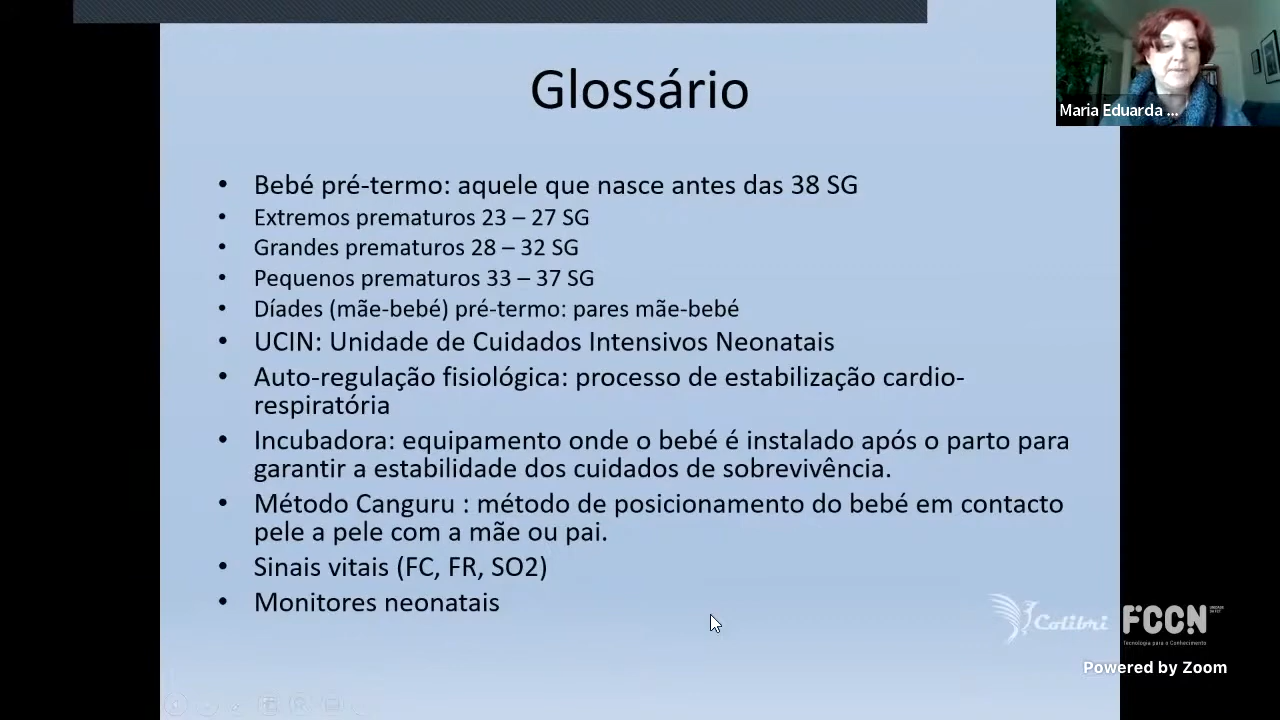 Glossário
Maria Eduarda ...
• Bebé pré-termo: aquele que nasce antes das 38 SG
• Extremos prematuros 23 – 27 SG
• Grandes prematuros 28 – 32 SG
• Pequenos prematuros 33 – 37 SG
• Díades (mãe-bebé) pré-termo: pares mãe-bebé
• UCIN: Unidade de Cuidados Intensivos Neonatais
• Auto-regulação fisiológica: processo de estabilização cardio-
respiratória
• Incubadora: equipamento onde o bebé é instalado após o parto para
garantir a estabilidade dos cuidados de sobrevivência.
• Método Canguru : método de posicionamento do bebé em contacto
pele a pele com a mãe ou pai.
• Sinais vitais (FC, FR, SO2)
• Monitores neonatais
Colibri FCCN
Tecnologia para o Conhecimento
Powered by Zoom